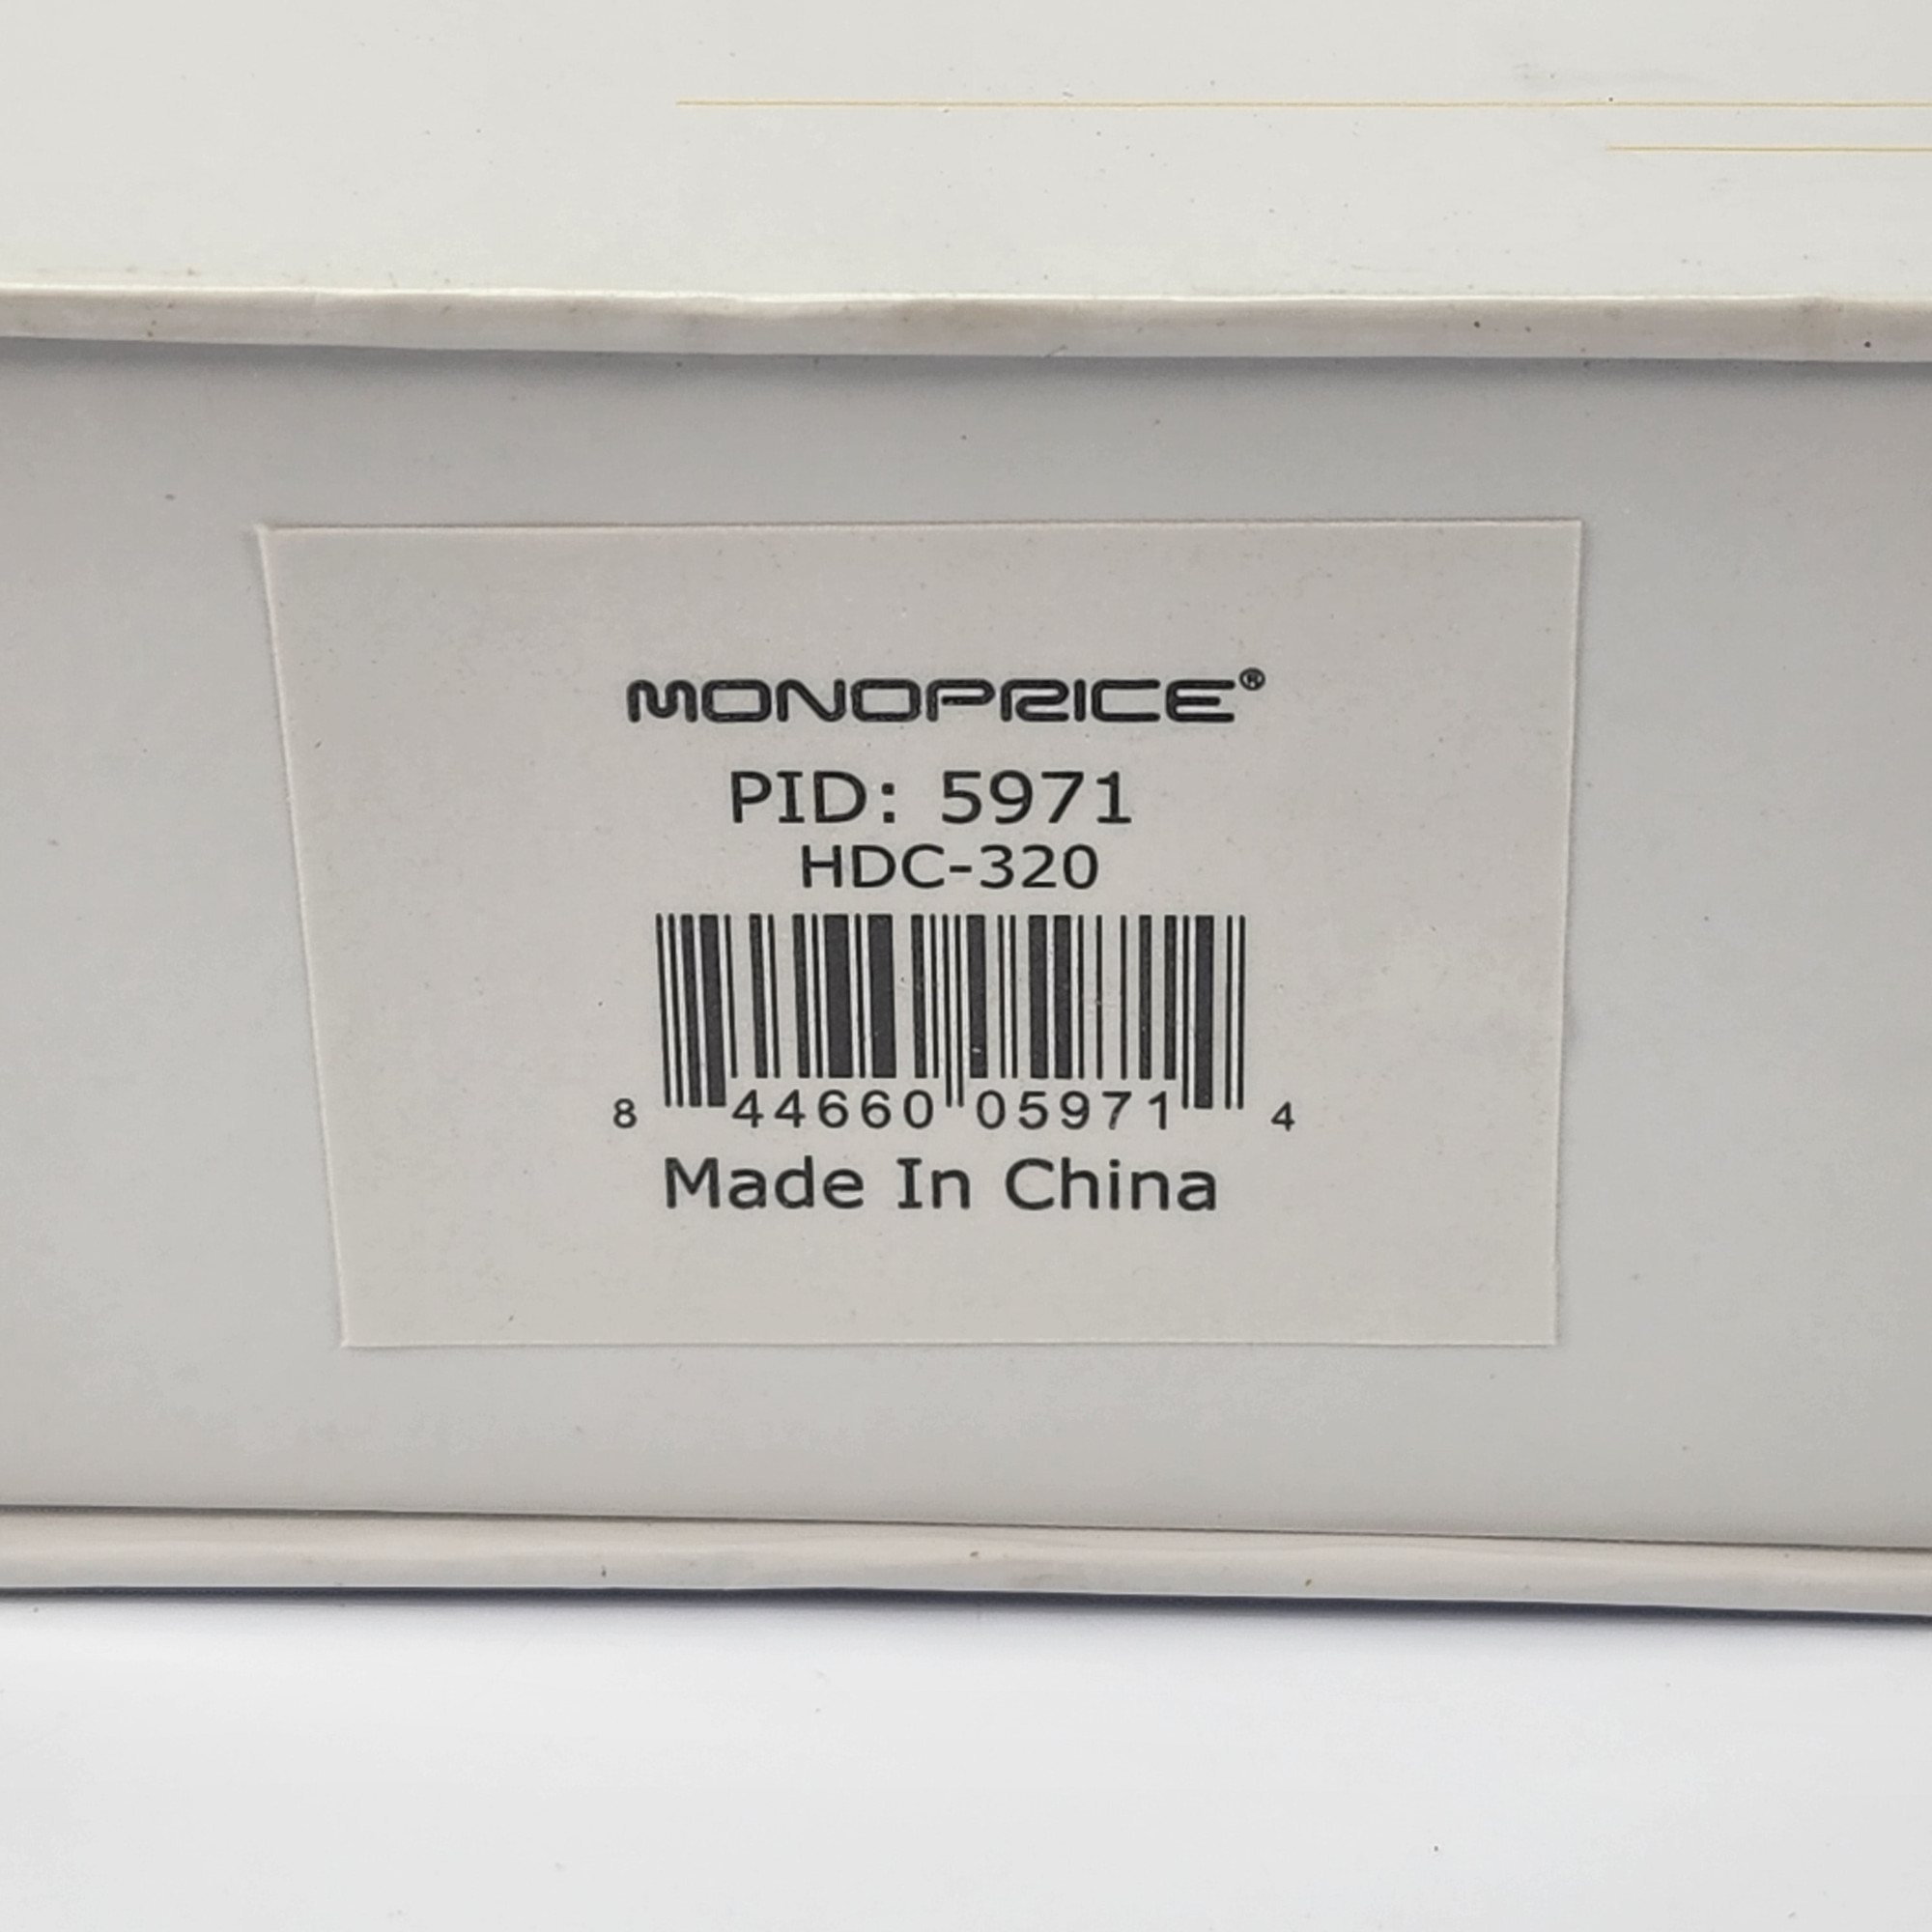 MONOPRICE®
PID: 5971
HDC-320
8 44660 05971 4
Made In China